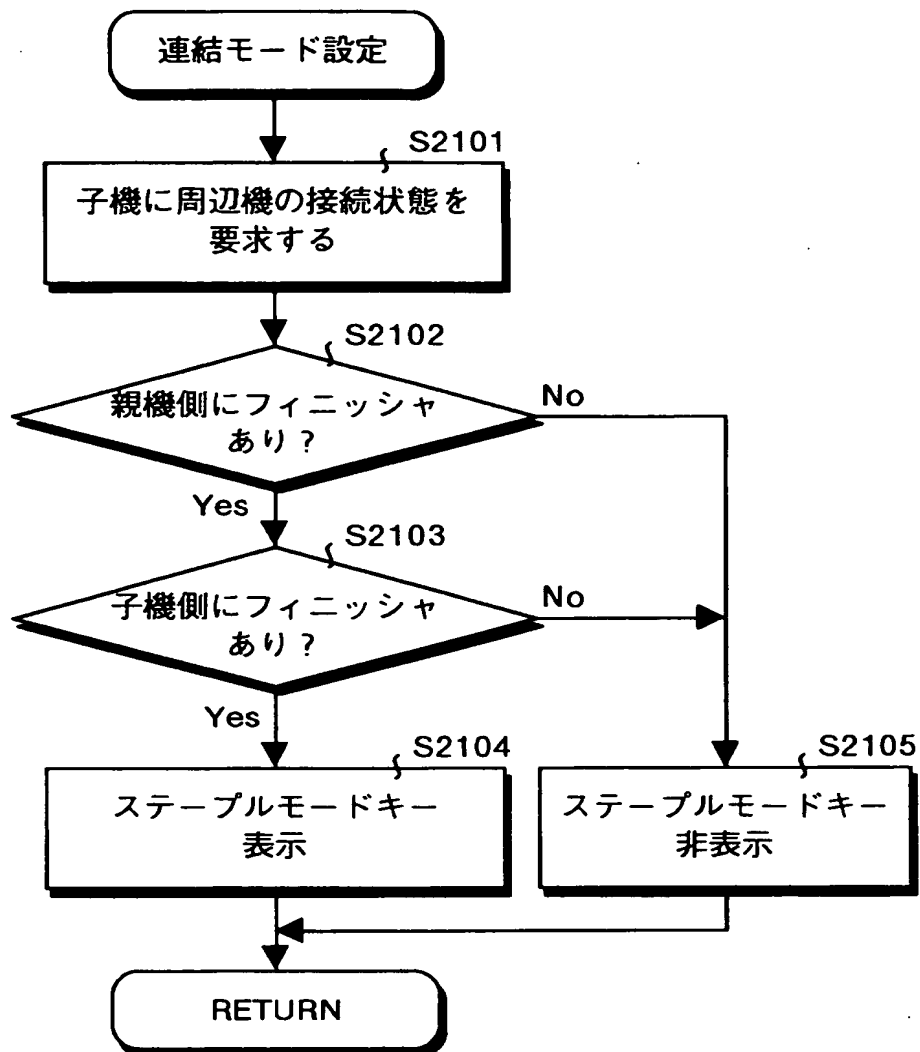 連結モード設定
S2101
子機に周辺機の接続状態を
要求する
S2102
親機側にフィニッシャ
あり？
No
Yes
S2103
子機側にフィニッシャ
あり？
No
Yes
S2104
ステープルモードキー
表示
S2105
ステープルモードキー
非表示
RETURN